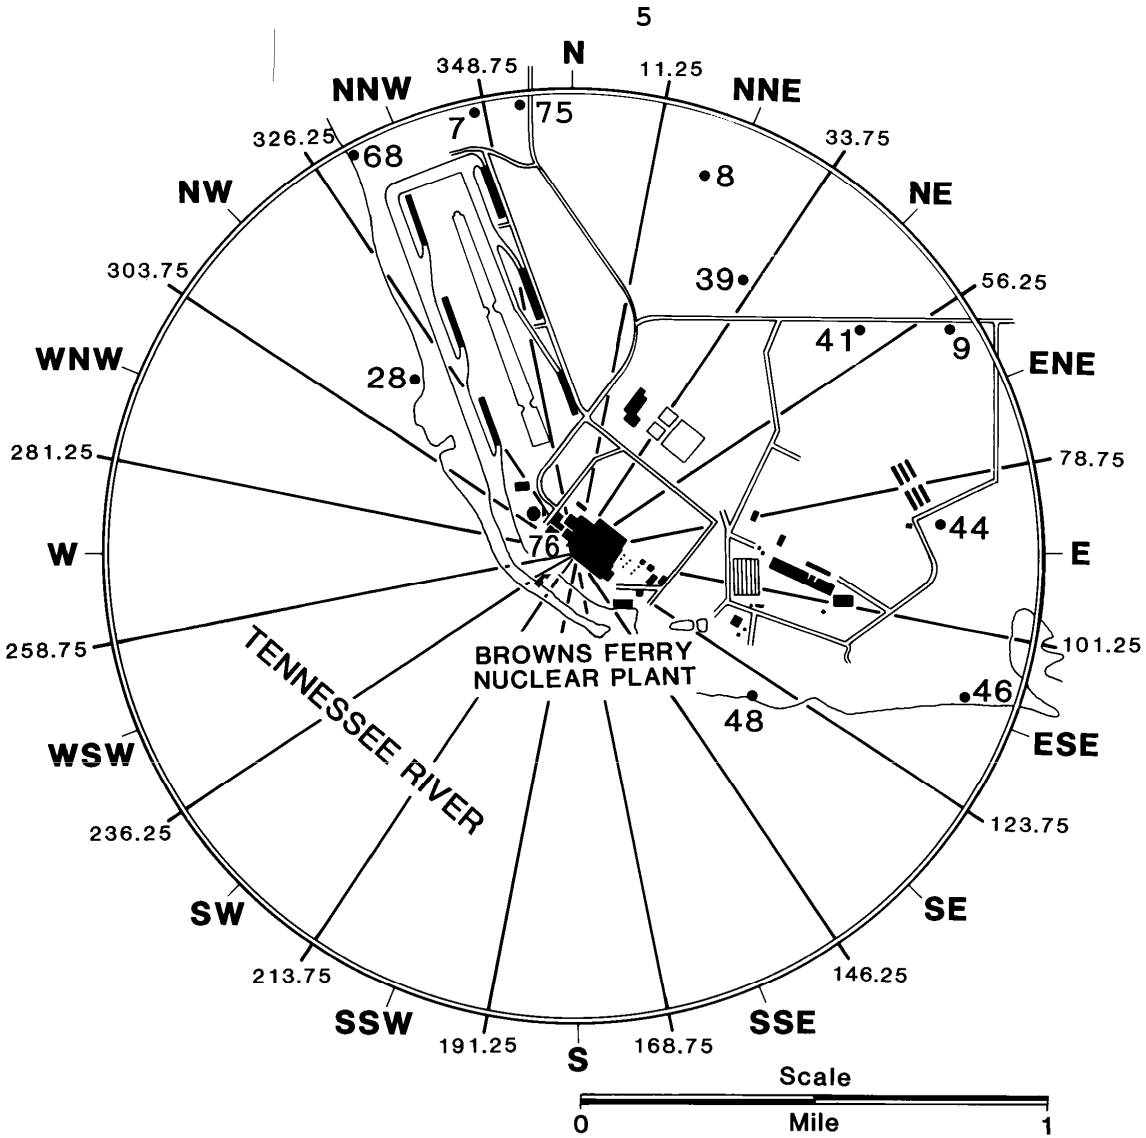 5
N
348.75
11.25
NNW
NNE
7
75
326.25
33.75
68
8
NW
NE
303.75
39
56.25
41
9
WNW
28
ENE
281.25
78.75
44
W
76
E
258.75
101.25
TENNESSEE RIVER
BROWNS FERRY
NUCLEAR PLANT
48
46
WSW
ESE
236.25
123.75
SW
SE
213.75
146.25
SSW
SSE
191.25
S
168.75
Scale
0
Mile
1